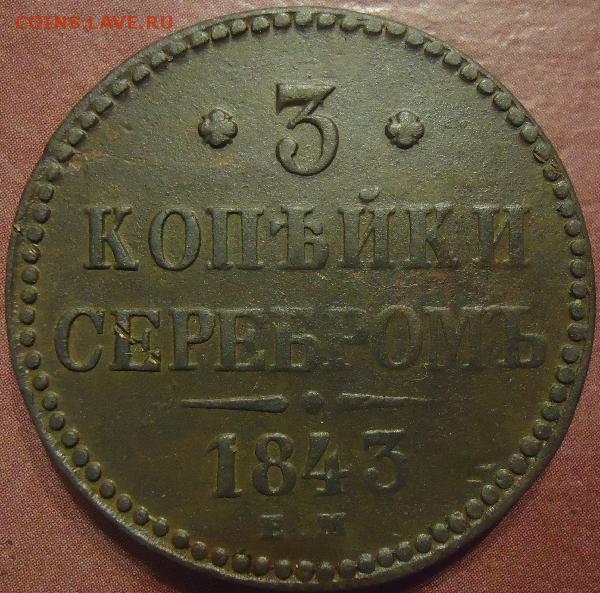 COINS.LAVE.RU
3
КОПѢЙКИ
СЕРЕБРОМЪ
1843
Е.М